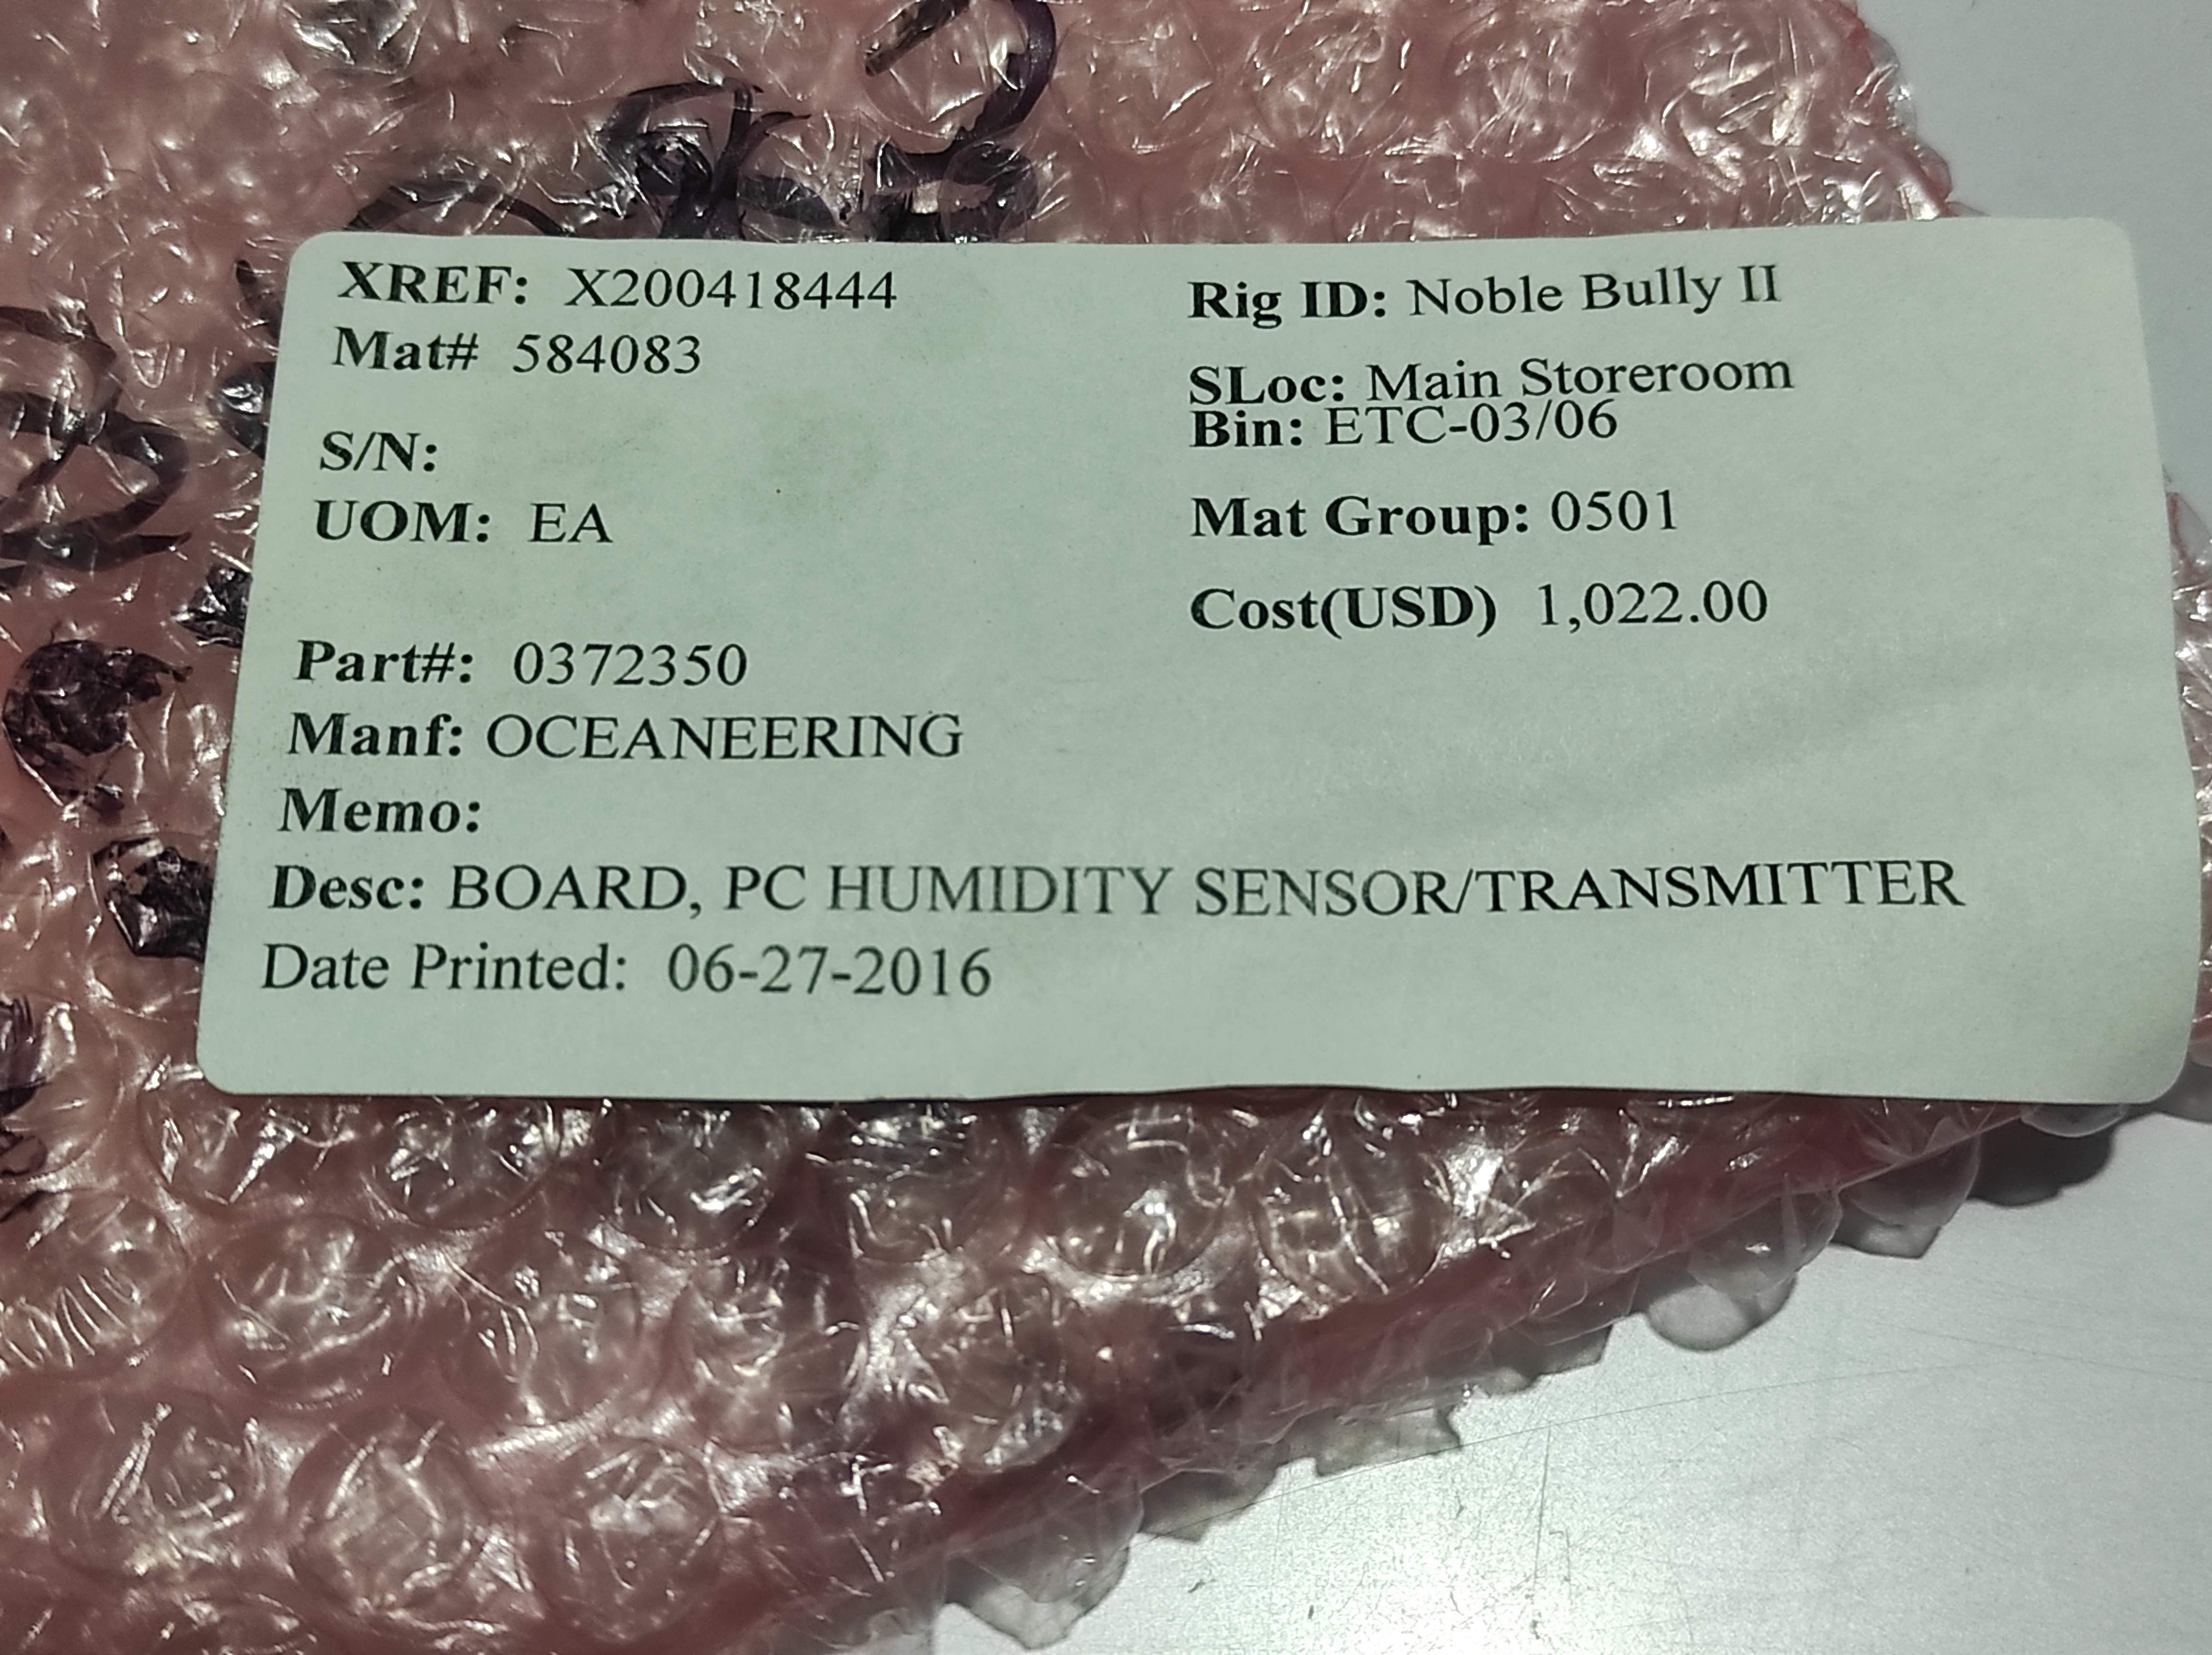 XREF: X200418444
Mat# 584083
S/N:
UOM: EA
Part#: 0372350
Manf: OCEANEERING
Memo:
Desc: BOARD, PC HUMIDITY SENSOR/TRANSMITTER
Date Printed: 06-27-2016
Rig ID: Noble Bully II
SLoc: Main Storeroom
Bin: ETC-03/06
Mat Group: 0501
Cost(USD) 1,022.00